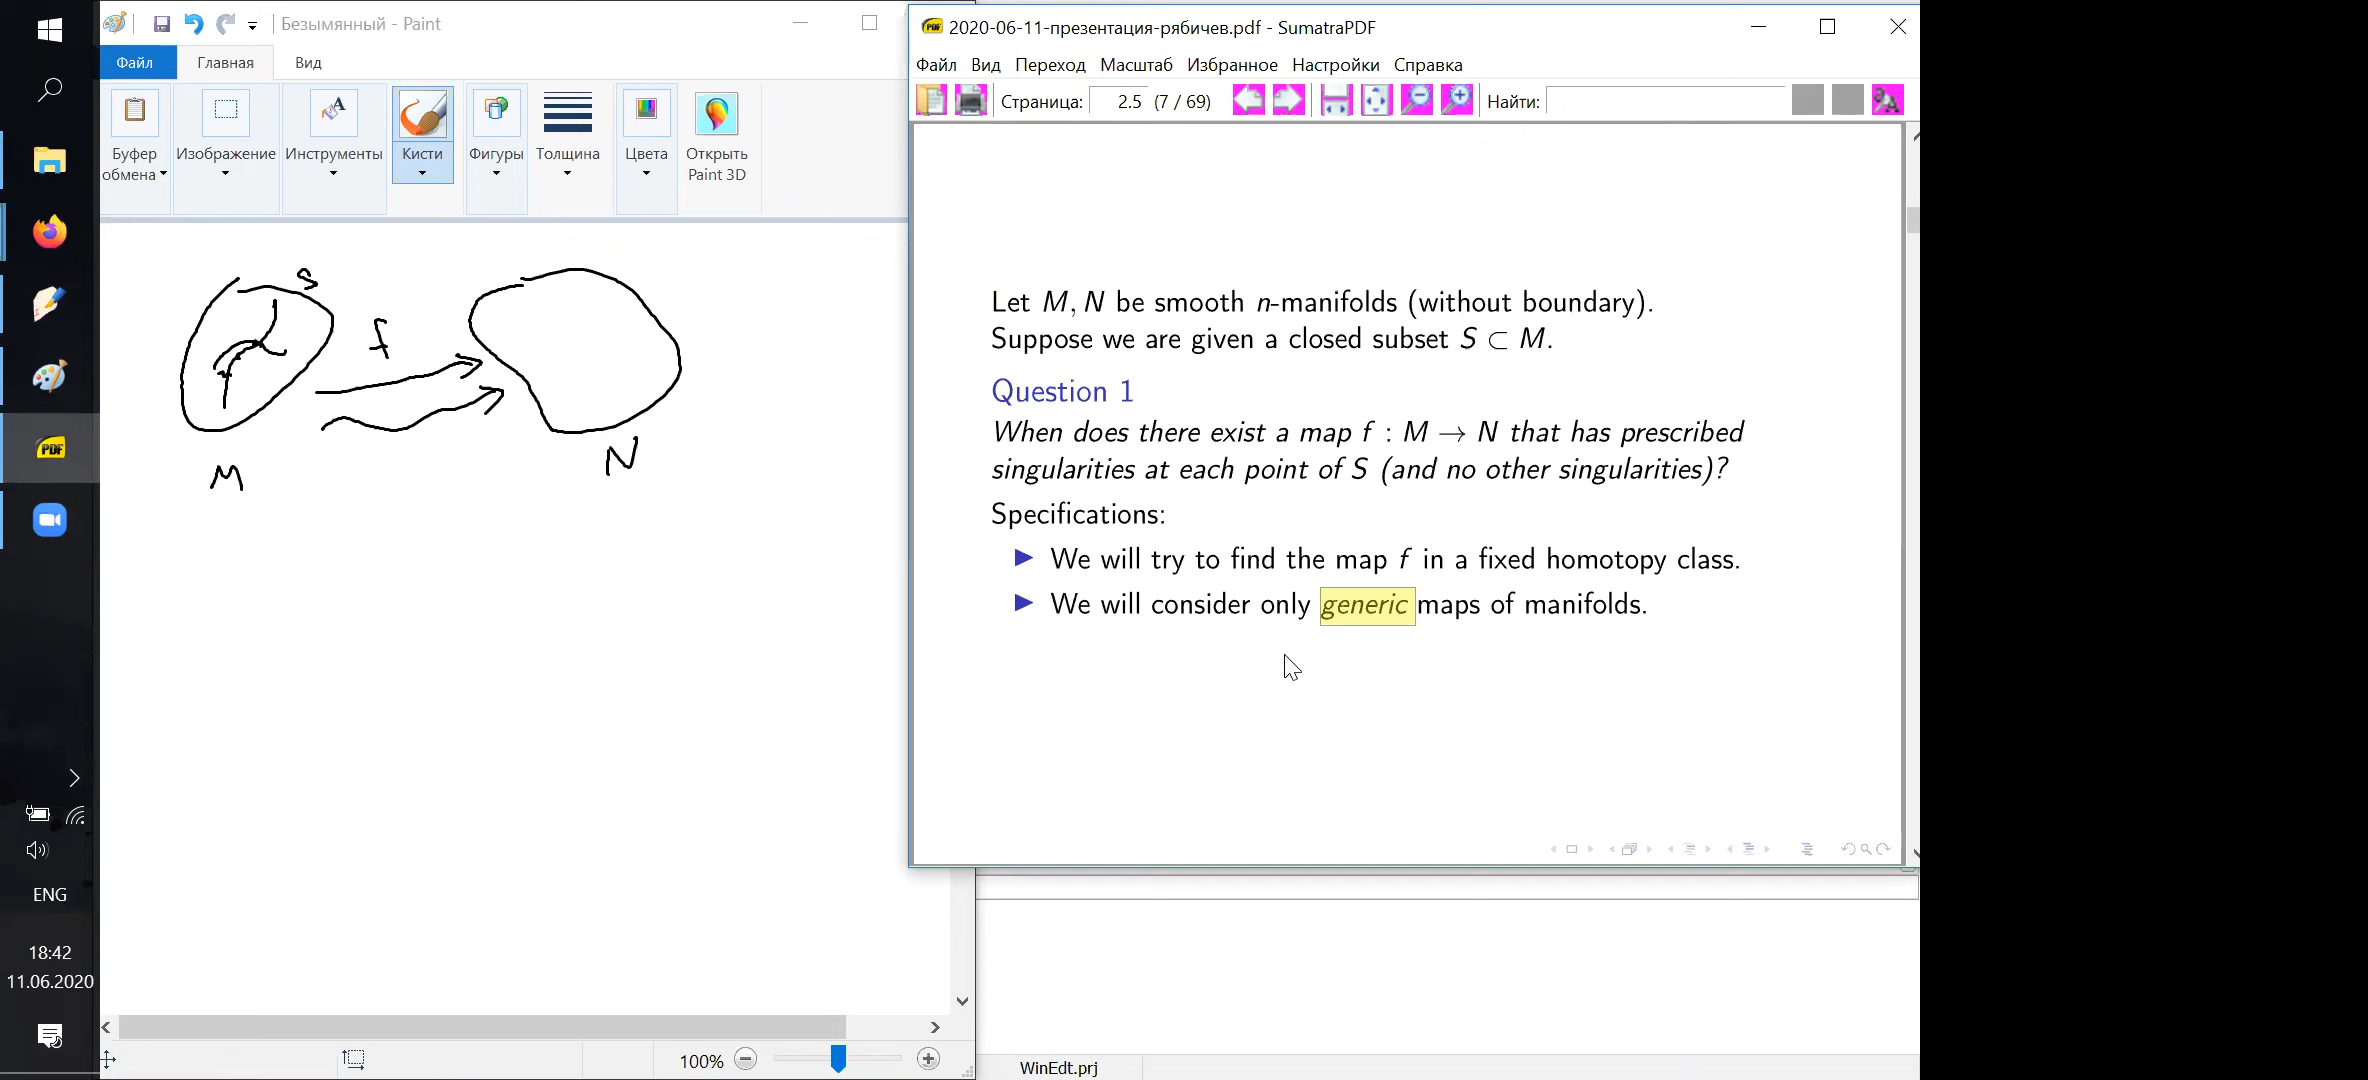 Безымянный - Paint
Файл Главная Вид
Буфер обмена
Изображение
Инструменты
Кисти
Фигуры
Толщина
Цвета
Открыть Paint 3D
S
f
M
N
100%
2020-06-11-презентация-рябичев.pdf - SumatraPDF
Файл Вид Переход Масштаб Избранное Настройки Справка
Страница: 2.5 (7 / 69) Найти:
Let M, N be smooth n-manifolds (without boundary).
Suppose we are given a closed subset S ⊂ M.
Question 1
When does there exist a map f : M → N that has prescribed
singularities at each point of S (and no other singularities)?
Specifications:
▶ We will try to find the map f in a fixed homotopy class.
▶ We will consider only generic maps of manifolds.
WinEdt.prj
PDF
ENG
18:42
11.06.2020